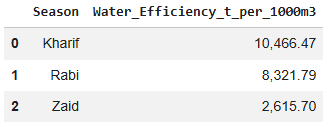 Season Water_Efficiency_t_per_1000m3
0 Kharif 10,466.47
1 Rabi 8,321.79
2 Zaid 2,615.70